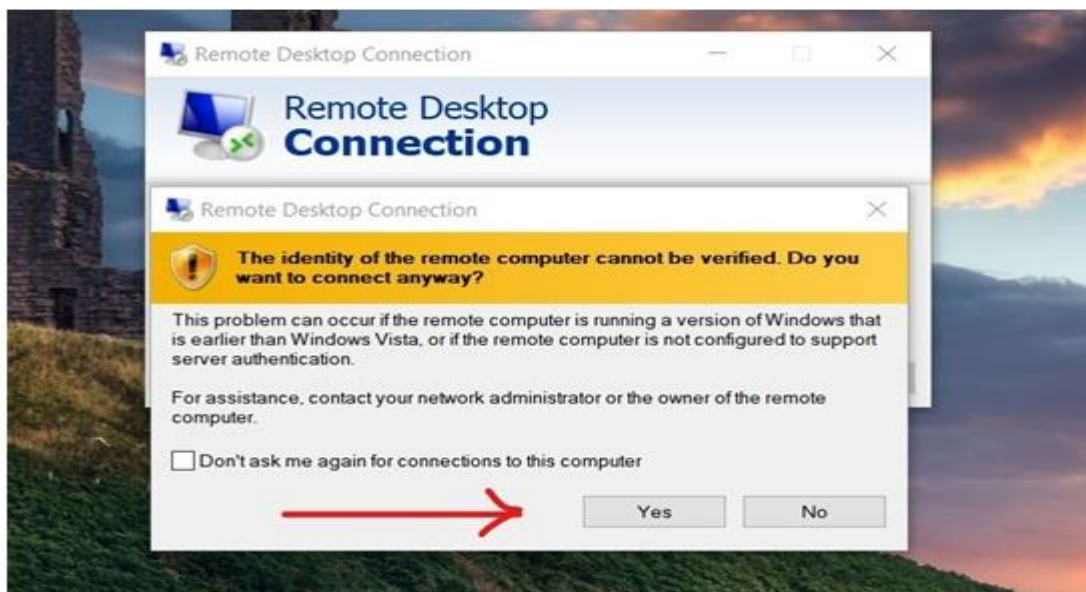 Remote Desktop Connection
Remote Desktop
Connection
Remote Desktop Connection
The identity of the remote computer cannot be verified. Do you
want to connect anyway?
This problem can occur if the remote computer is running a version of Windows that
is earlier than Windows Vista, or if the remote computer is not configured to support
server authentication.
For assistance, contact your network administrator or the owner of the remote
computer.
Don't ask me again for connections to this computer
Yes No